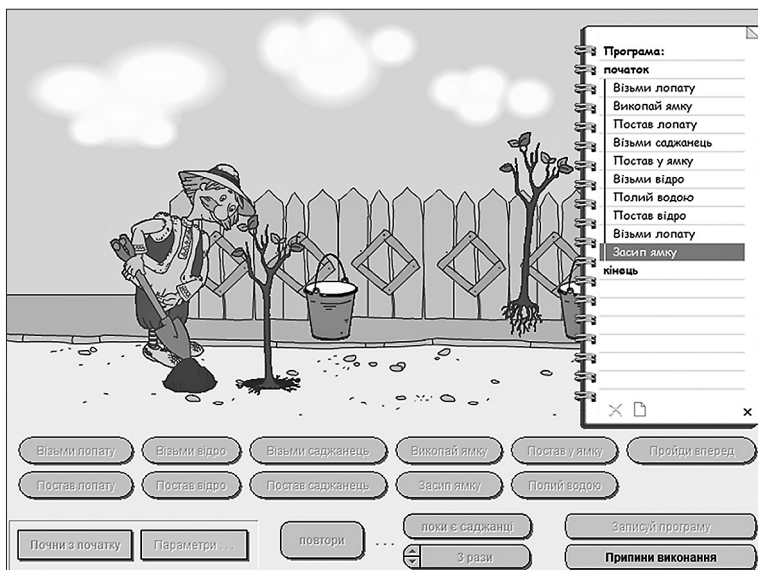 Програма:
початок
Візьми лопату
Викопай ямку
Постав лопату
Візьми саджанець
Постав у ямку
Візьми відро
Полий водою
Постав відро
Візьми лопату
Засип ямку
кінець
Візьми лопату Візьми відро Візьми саджанець Викопай ямку Постав у ямку Пройди вперед
Постав лопату Постав відро Постав саджанець Засип ямку Полий водою
Почни з початку Параметри . . . повтори . . . поки є саджанці Записуй програму
3 рази Припини виконання